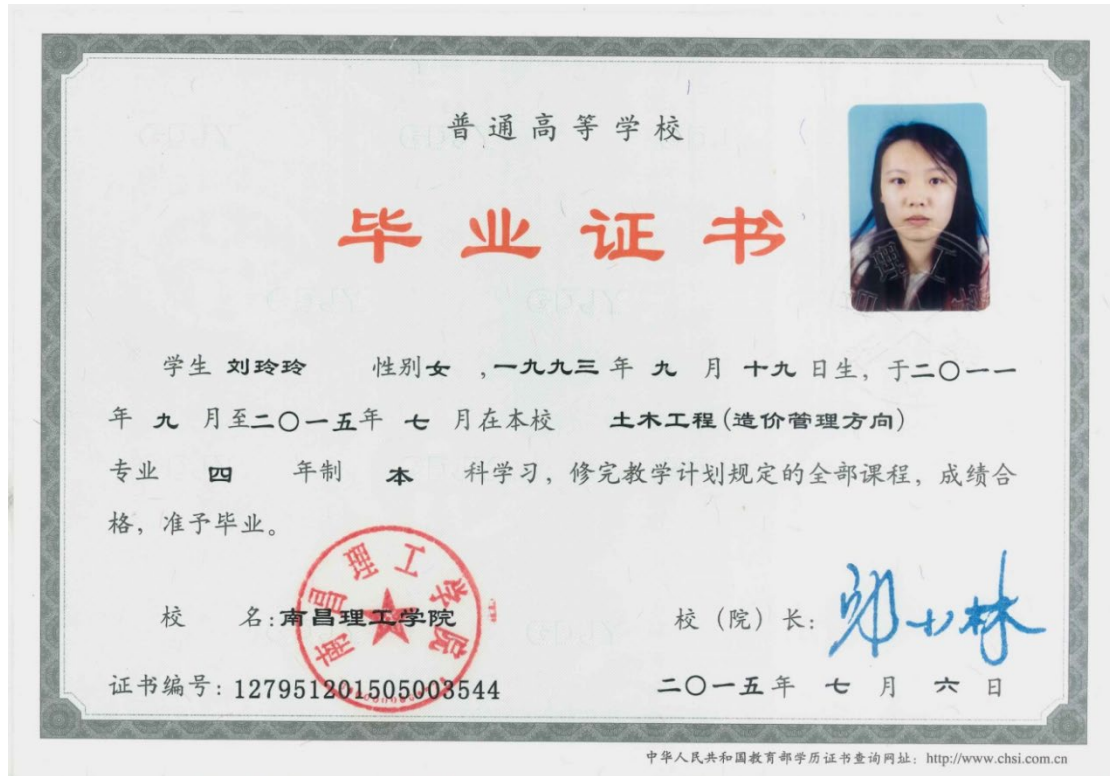 普通高等学校
毕业证书
学生 刘玲玲 性别女 ,一九九三 年 九 月 十九 日生，于二〇一一
年 九 月至二〇一五年 七 月在本校 土木工程(造价管理方向)
专业 四 年制 本 科学习，修完教学计划规定的全部课程，成绩合
格，准予毕业。
南昌理工学院
校 名:南昌理工学院 校（院）长:
证书编号: 127951201505003544 二〇一五年 七 月 六 日
中华人民共和国教育部学历证书查询网址：http://www.chsi.com.cn